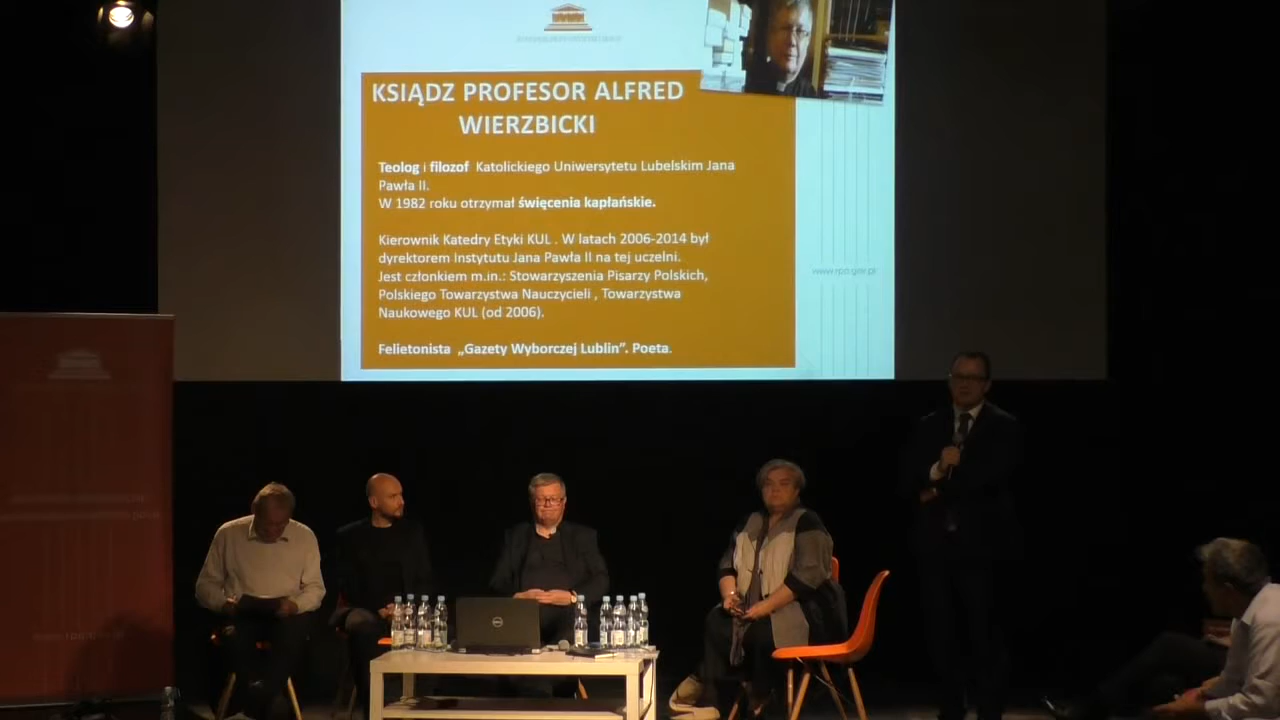 KSIĄDZ PROFESOR ALFRED
WIERZBICKI
Teolog i filozof Katolickiego Uniwersytetu Lubelskim Jana
Pawła II.
W 1982 roku otrzymał święcenia kapłańskie.
Kierownik Katedry Etyki KUL . W latach 2006-2014 był
dyrektorem Instytutu Jana Pawła II na tej uczelni.
Jest członkiem m.in.: Stowarzyszenia Pisarzy Polskich,
Polskiego Towarzystwa Nauczycieli , Towarzystwa
Naukowego KUL (od 2006).
Felietonista „Gazety Wyborczej Lublin”. Poeta.
www.rpo.gov.pl
DELL